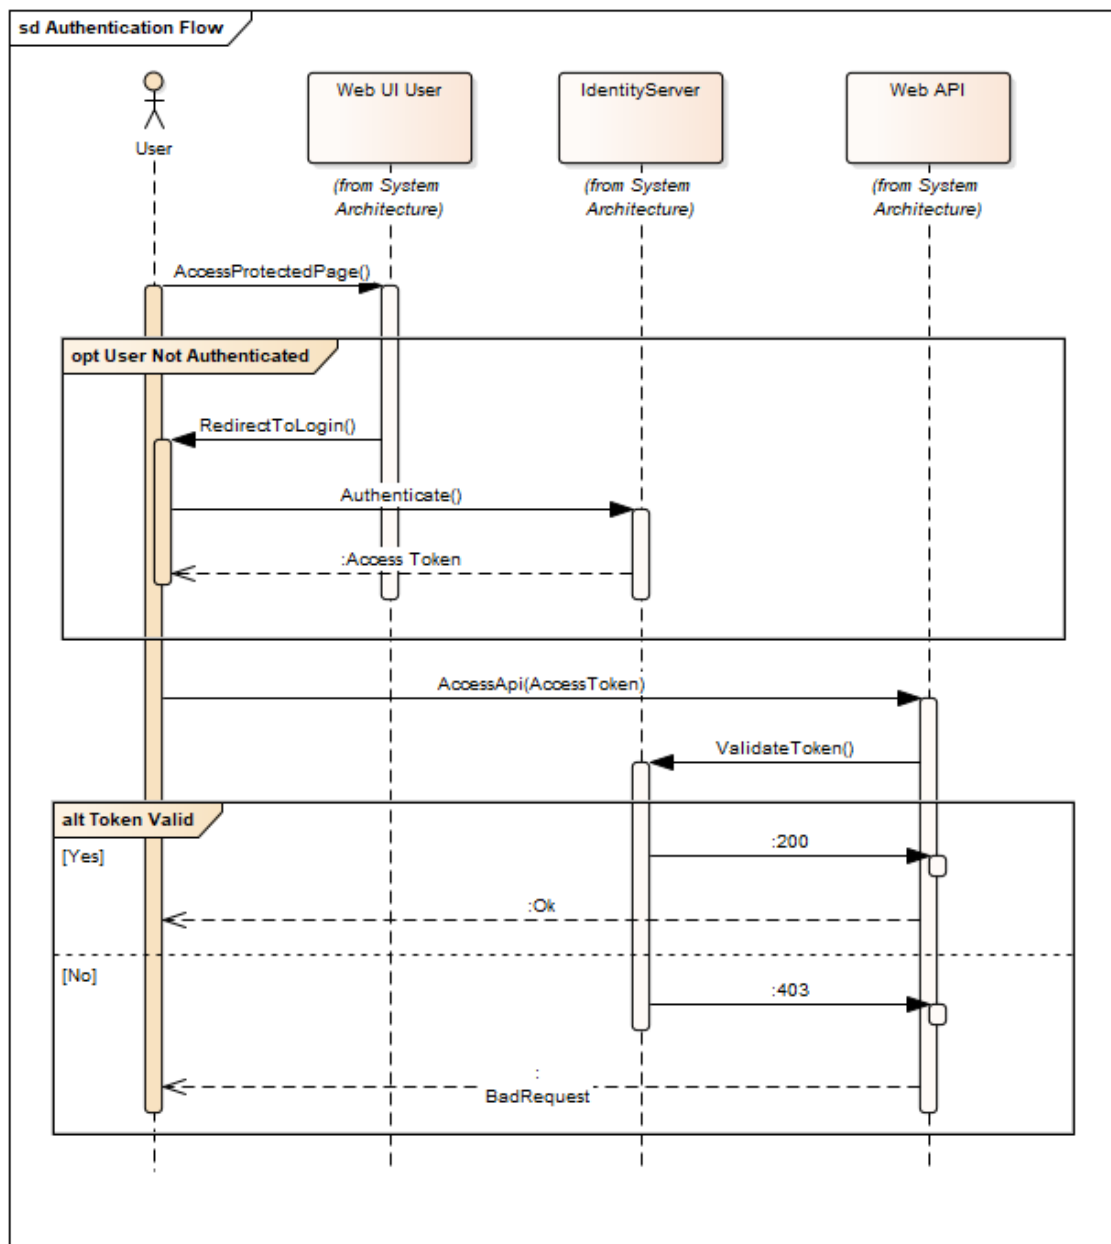 sd Authentication Flow
User
Web UI User
(from System
Architecture)
IdentityServer
(from System
Architecture)
Web API
(from System
Architecture)
AccessProtectedPage()
opt User Not Authenticated
RedirectToLogin()
Authenticate()
:Access Token
AccessApi(AccessToken)
ValidateToken()
alt Token Valid
[Yes]
:200
:Ok
[No]
:403
:
BadRequest